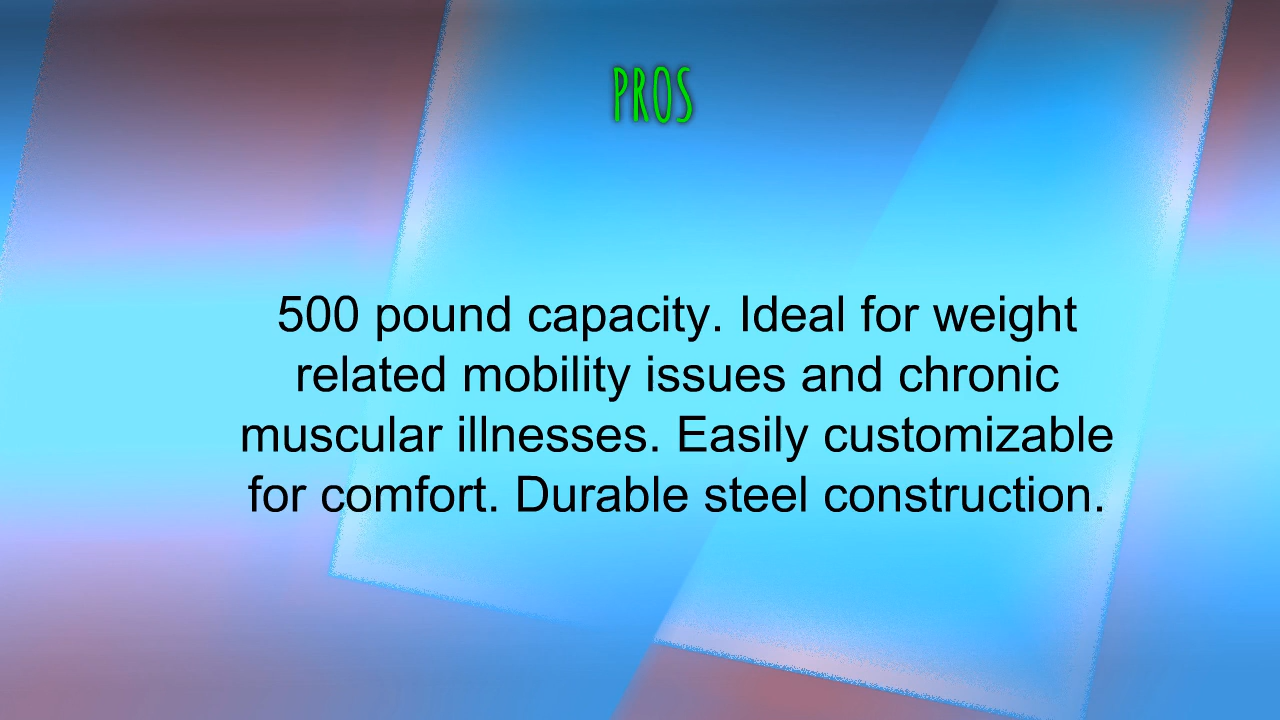 PROS
500 pound capacity. Ideal for weight
related mobility issues and chronic
muscular illnesses. Easily customizable
for comfort. Durable steel construction.